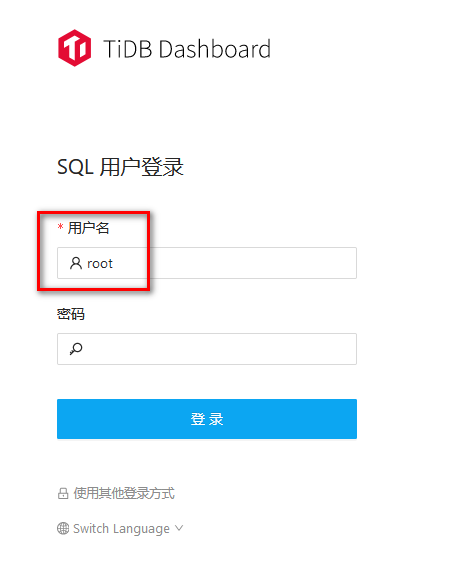 TiDB Dashboard
SQL 用户登录
* 用户名
root
密码
登 录
使用其他登录方式
Switch Language